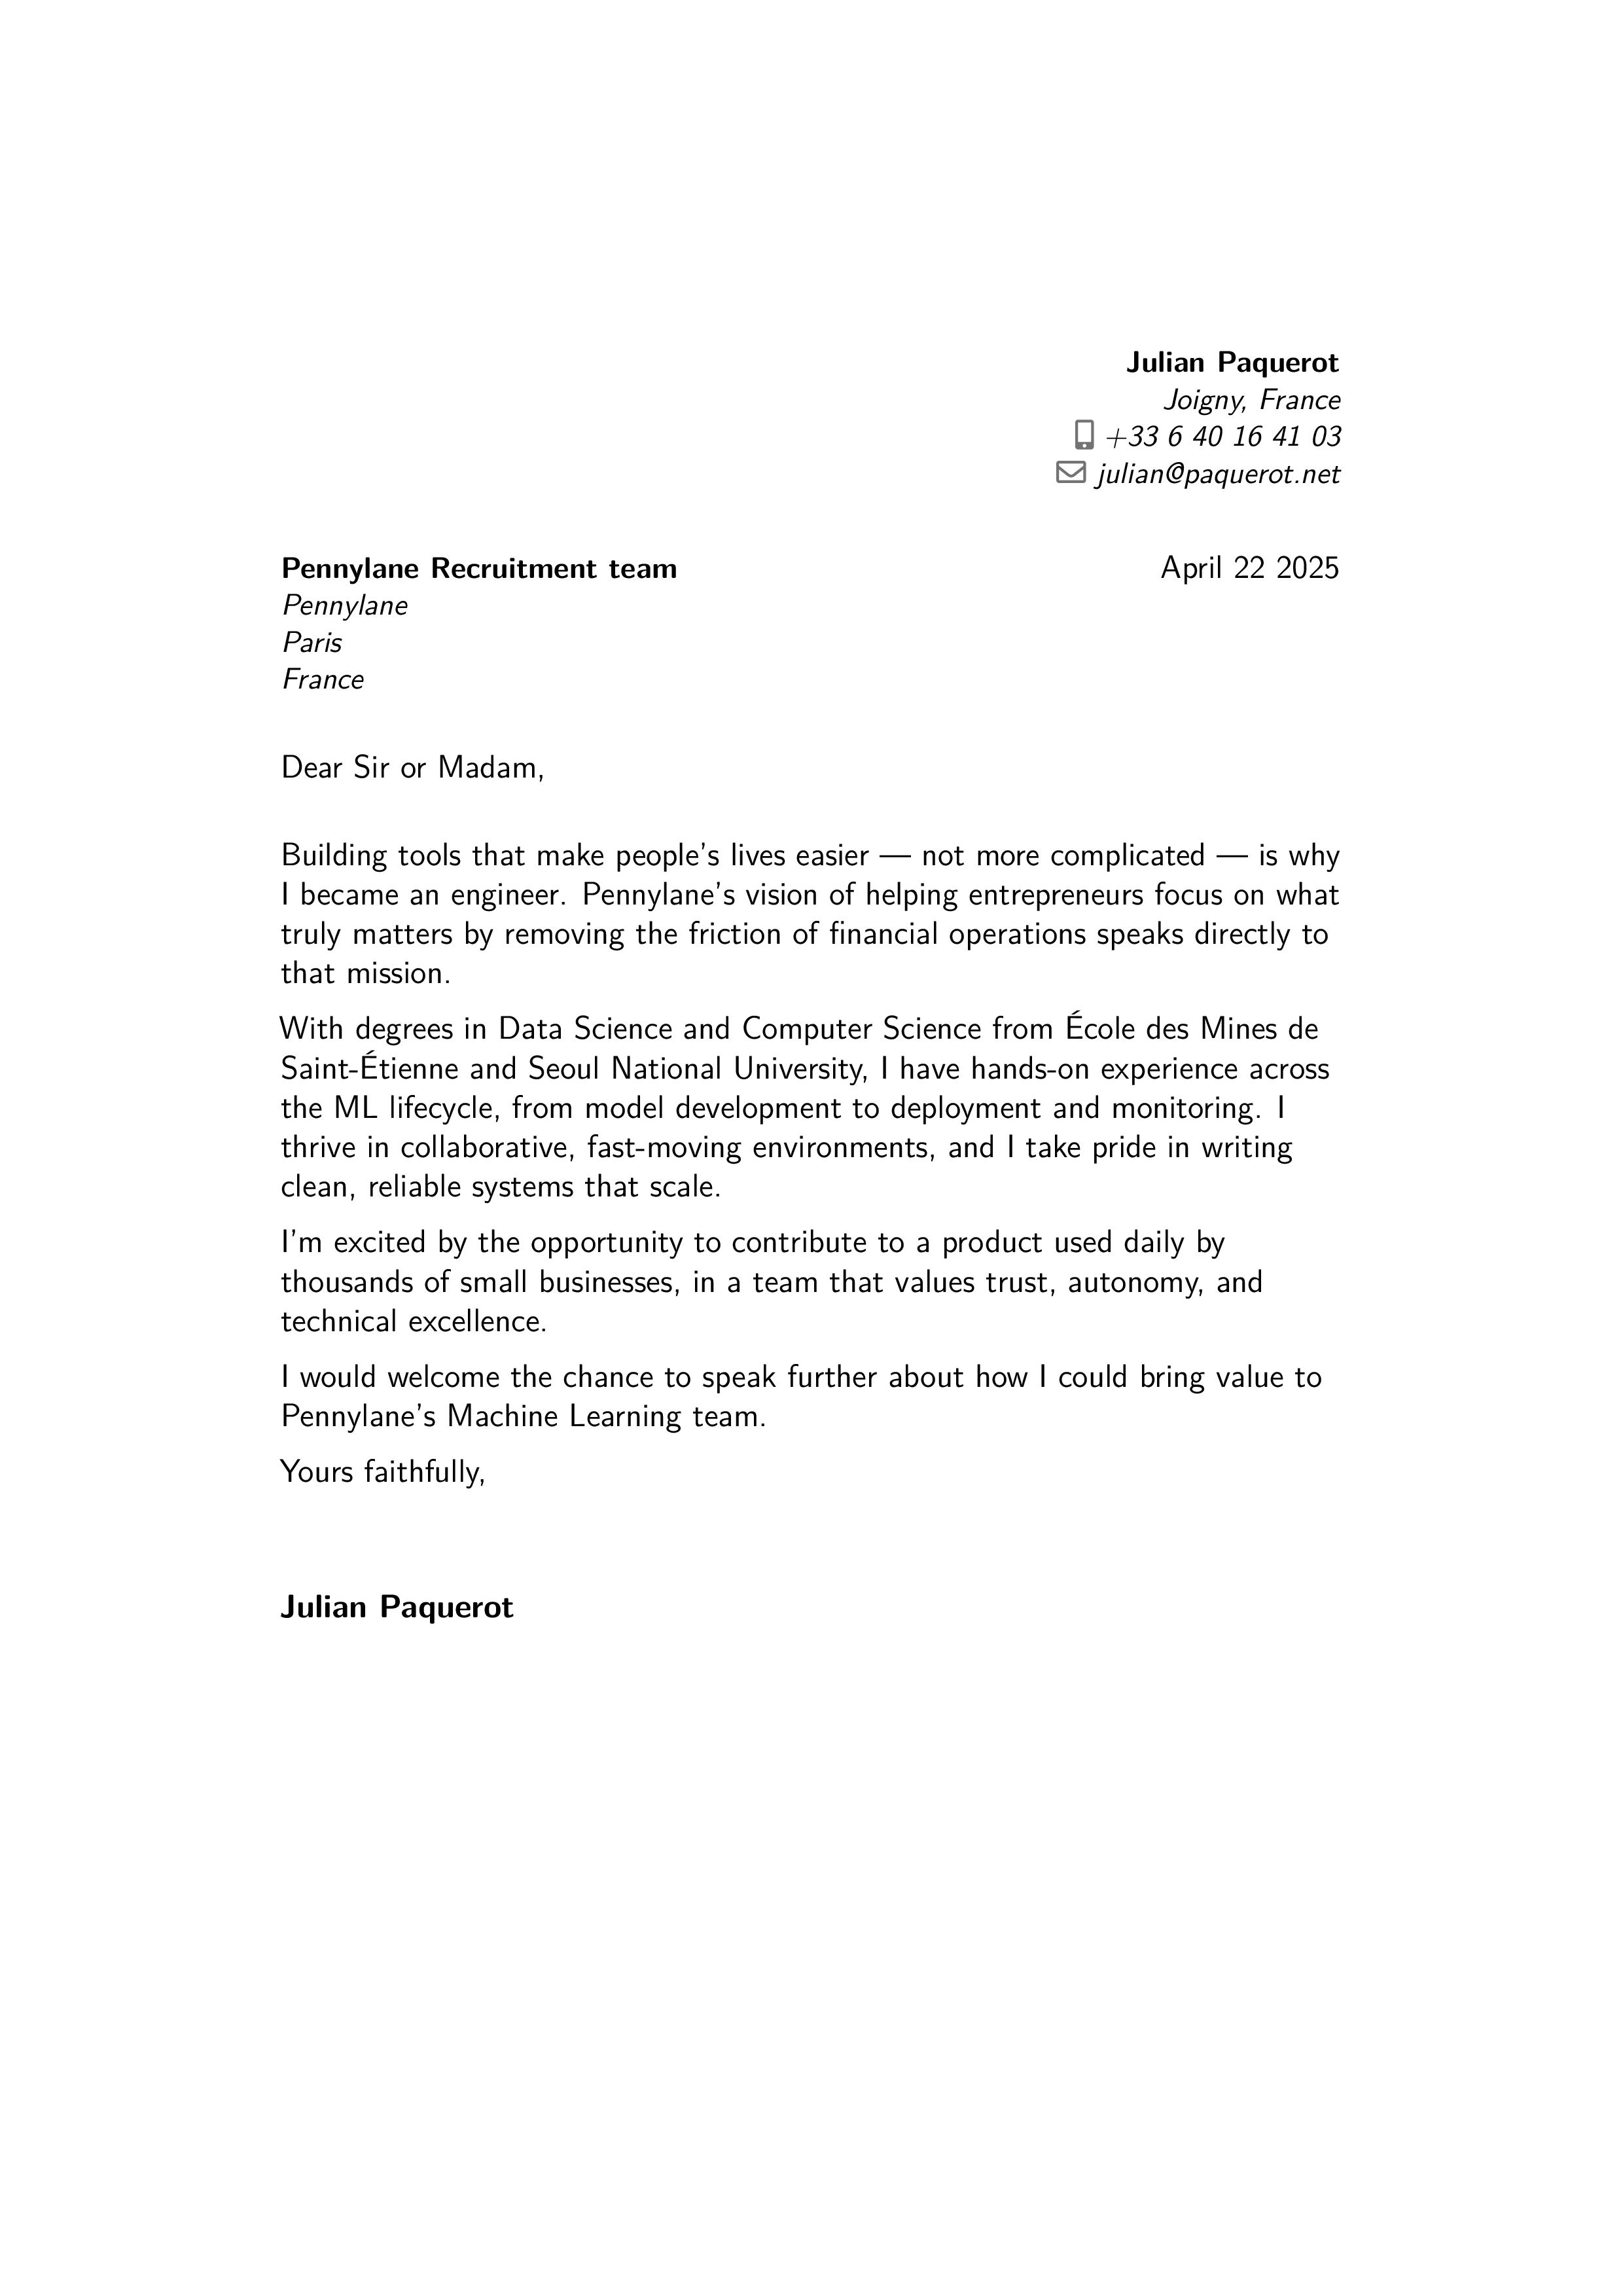 Julian Paquerot
Joigny, France
+33 6 40 16 41 03
julian@paquerot.net
Pennylane Recruitment team
April 22 2025
Pennylane
Paris
France
Dear Sir or Madam,
Building tools that make people's lives easier — not more complicated — is why
I became an engineer. Pennylane's vision of helping entrepreneurs focus on what
truly matters by removing the friction of financial operations speaks directly to
that mission.
With degrees in Data Science and Computer Science from École des Mines de
Saint-Étienne and Seoul National University, I have hands-on experience across
the ML lifecycle, from model development to deployment and monitoring. I
thrive in collaborative, fast-moving environments, and I take pride in writing
clean, reliable systems that scale.
I'm excited by the opportunity to contribute to a product used daily by
thousands of small businesses, in a team that values trust, autonomy, and
technical excellence.
I would welcome the chance to speak further about how I could bring value to
Pennylane's Machine Learning team.
Yours faithfully,
Julian Paquerot